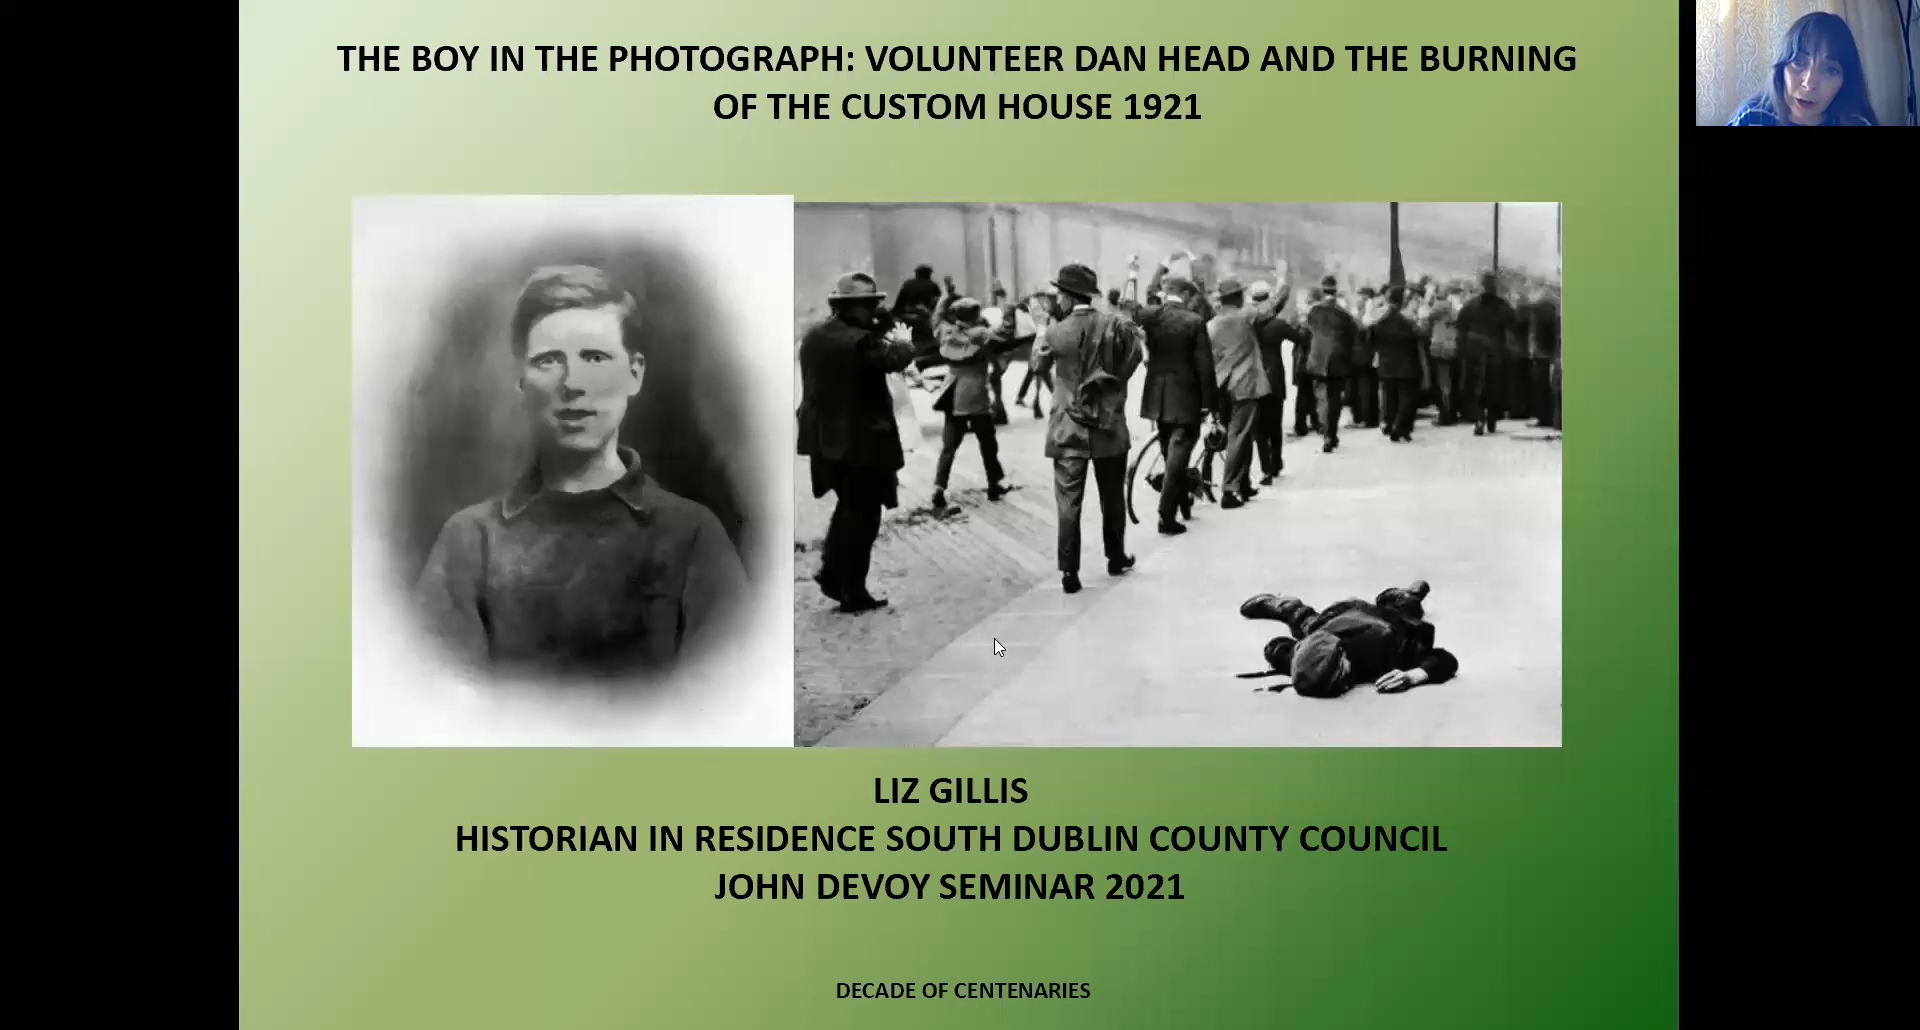 THE BOY IN THE PHOTOGRAPH: VOLUNTEER DAN HEAD AND THE BURNING
OF THE CUSTOM HOUSE 1921
LIZ GILLIS
HISTORIAN IN RESIDENCE SOUTH DUBLIN COUNTY COUNCIL
JOHN DEVOY SEMINAR 2021
DECADE OF CENTENARIES